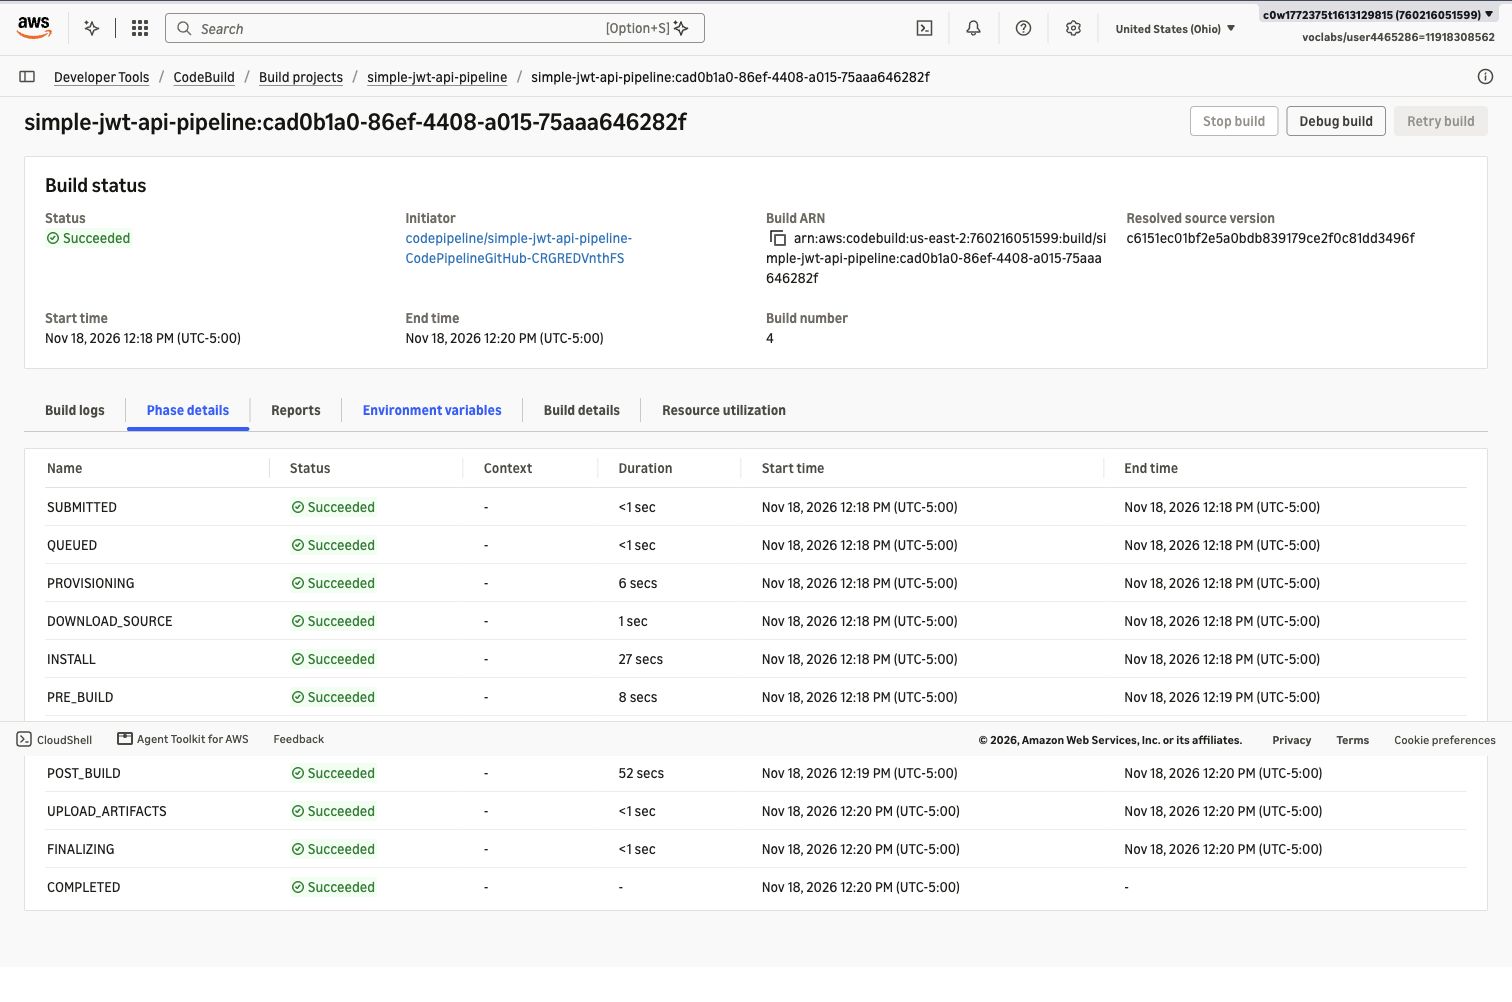 aws
Search [Option+S]
United States (Ohio)
c0w1772375t1613129815 (760216051599)
voclabs/user4465286=11918308562
Developer Tools / CodeBuild / Build projects / simple-jwt-api-pipeline / simple-jwt-api-pipeline:cad0b1a0-86ef-4408-a015-75aaa646282f
simple-jwt-api-pipeline:cad0b1a0-86ef-4408-a015-75aaa646282f
Stop build Debug build Retry build
Build status
Status
Succeeded
Initiator
codepipeline/simple-jwt-api-pipeline-
CodePipelineGitHub-CRGREDVnthFS
Build ARN
arn:aws:codebuild:us-east-2:760216051599:build/si
mple-jwt-api-pipeline:cad0b1a0-86ef-4408-a015-75aaa
646282f
Resolved source version
c6151ec01bf2e5a0bdb839179ce2f0c81dd3496f
Start time
Nov 18, 2026 12:18 PM (UTC-5:00)
End time
Nov 18, 2026 12:20 PM (UTC-5:00)
Build number
4
Build logs Phase details Reports Environment variables Build details Resource utilization
Name Status Context Duration Start time End time
SUBMITTED Succeeded - <1 sec Nov 18, 2026 12:18 PM (UTC-5:00) Nov 18, 2026 12:18 PM (UTC-5:00)
QUEUED Succeeded - <1 sec Nov 18, 2026 12:18 PM (UTC-5:00) Nov 18, 2026 12:18 PM (UTC-5:00)
PROVISIONING Succeeded - 6 secs Nov 18, 2026 12:18 PM (UTC-5:00) Nov 18, 2026 12:18 PM (UTC-5:00)
DOWNLOAD_SOURCE Succeeded - 1 sec Nov 18, 2026 12:18 PM (UTC-5:00) Nov 18, 2026 12:18 PM (UTC-5:00)
INSTALL Succeeded - 27 secs Nov 18, 2026 12:18 PM (UTC-5:00) Nov 18, 2026 12:18 PM (UTC-5:00)
PRE_BUILD Succeeded - 8 secs Nov 18, 2026 12:18 PM (UTC-5:00) Nov 18, 2026 12:19 PM (UTC-5:00)
CloudShell Agent Toolkit for AWS Feedback © 2026, Amazon Web Services, Inc. or its affiliates. Privacy Terms Cookie preferences
POST_BUILD Succeeded - 52 secs Nov 18, 2026 12:19 PM (UTC-5:00) Nov 18, 2026 12:20 PM (UTC-5:00)
UPLOAD_ARTIFACTS Succeeded - <1 sec Nov 18, 2026 12:20 PM (UTC-5:00) Nov 18, 2026 12:20 PM (UTC-5:00)
FINALIZING Succeeded - <1 sec Nov 18, 2026 12:20 PM (UTC-5:00) Nov 18, 2026 12:20 PM (UTC-5:00)
COMPLETED Succeeded - - Nov 18, 2026 12:20 PM (UTC-5:00) -